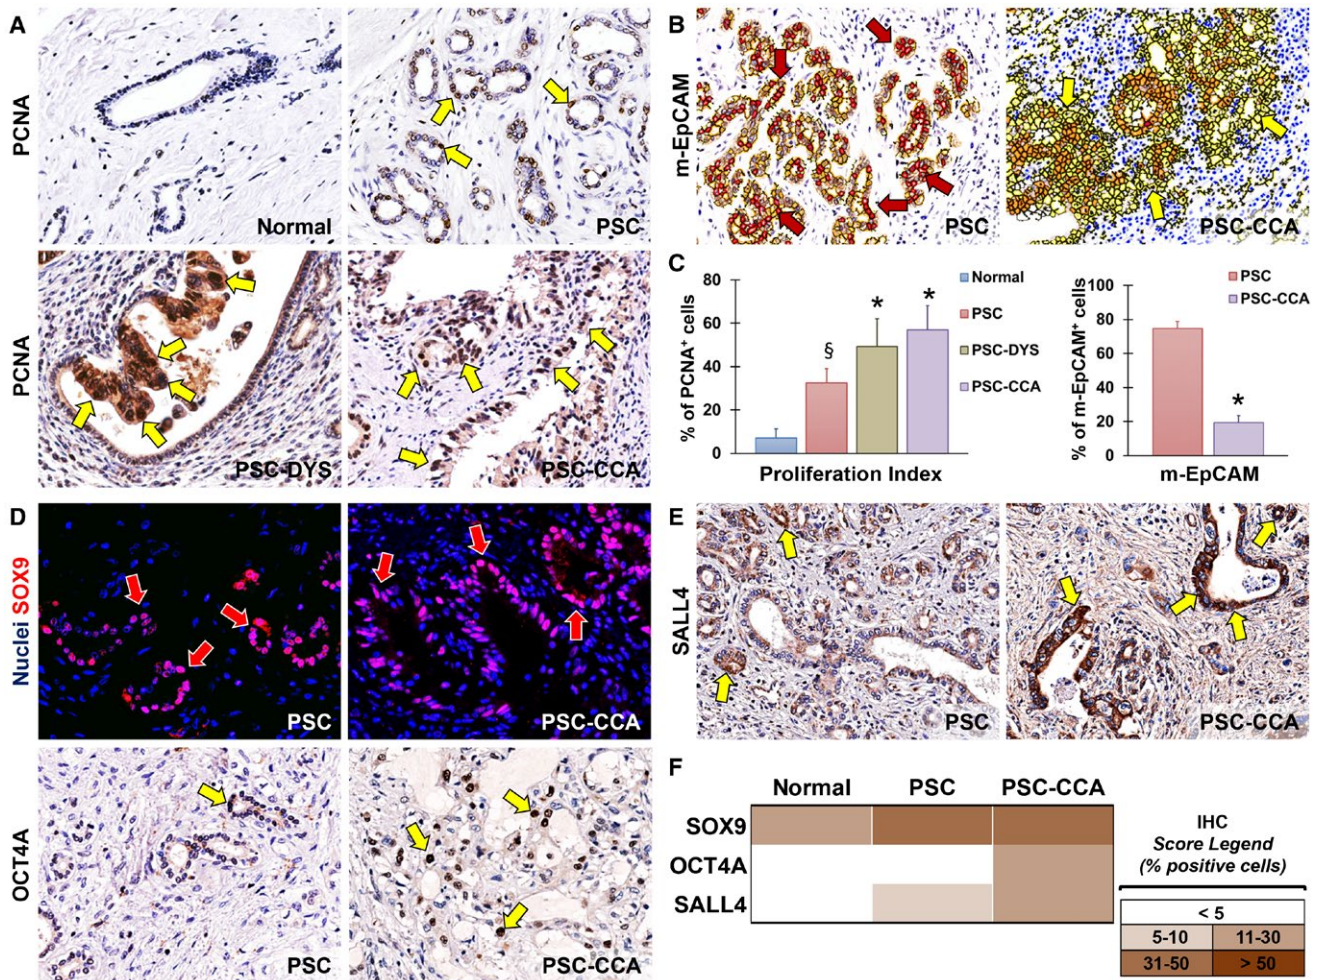 A
PCNA
Normal
PSC
PCNA
PSC-DYS
PSC-CCA
B
m-EpCAM
PSC
PSC-CCA
C
% of PCNA+ cells
80
60
40
20
0
§
*
*
Normal
PSC
PSC-DYS
PSC-CCA
Proliferation Index
% of m-EpCAM+ cells
100
80
60
40
20
0
*
PSC
PSC-CCA
m-EpCAM
D
Nuclei SOX9
PSC
PSC-CCA
OCT4A
PSC
PSC-CCA
E
SALL4
PSC
PSC-CCA
F
Normal PSC PSC-CCA
SOX9
OCT4A
SALL4
IHC
Score Legend
(% positive cells)
< 5
5-10 11-30
31-50 > 50